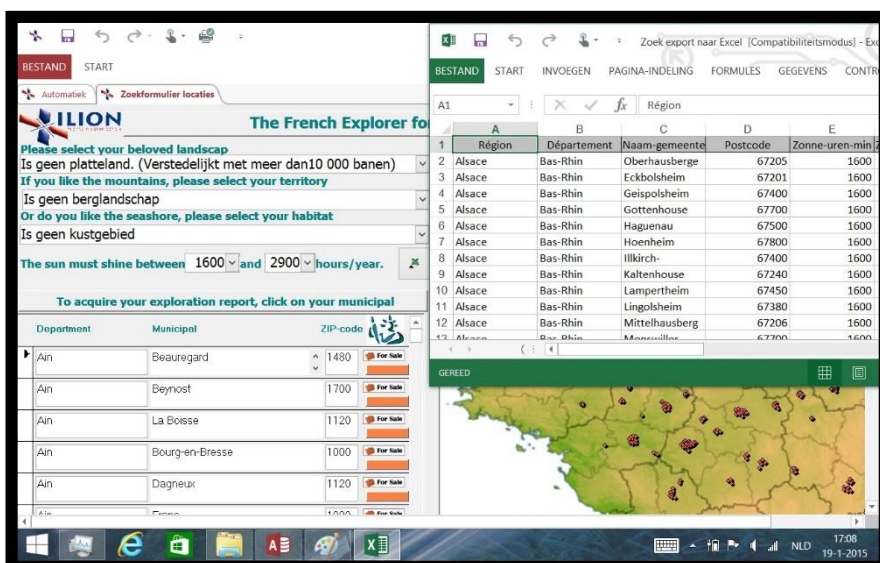 BESTAND START
Automatiek Zoekformulier locaties
ILION
The French Explorer fo
Please select your beloved landscap
Is geen platteland. (Verstedelijkt met meer dan10 000 banen)
If you like the mountains, please select your territory
Is geen berglandschap
Or do you like the seashore, please select your habitat
Is geen kustgebied
The sun must shine between 1600 and 2900 hours/year.
To acquire your exploration report, click on your municipal
Department Municipal ZIP-code
Ain Beauregard 1480 For Sale
Ain Beynost 1700 For Sale
Ain La Boisse 1120 For Sale
Ain Bourg-en-Bresse 1000 For Sale
Ain Dagneux 1120 For Sale
Zoek export naar Excel [Compatibiliteitsmodus] - Exc
BESTAND START INVOEGEN PAGINA-INDELING FORMULES GEGEVENS CONTR
A1 fx Région
A B C D E
1 Région Département Naam-gemeente Postcode Zonne-uren-min Z
2 Alsace Bas-Rhin Oberhausberge 67205 1600
3 Alsace Bas-Rhin Eckbolsheim 67201 1600
4 Alsace Bas-Rhin Geispolsheim 67400 1600
5 Alsace Bas-Rhin Gottenhouse 67700 1600
6 Alsace Bas-Rhin Haguenau 67500 1600
7 Alsace Bas-Rhin Hoenheim 67800 1600
8 Alsace Bas-Rhin Illkirch- 67400 1600
9 Alsace Bas-Rhin Kaltenhouse 67240 1600
10 Alsace Bas-Rhin Lampertheim 67450 1600
11 Alsace Bas-Rhin Lingolsheim 67380 1600
12 Alsace Bas-Rhin Mittelhausberg 67206 1600
13 Alsace Bas-Rhin Monswiller 67700 1600
GEREED
NLD 17:08
19-1-2015